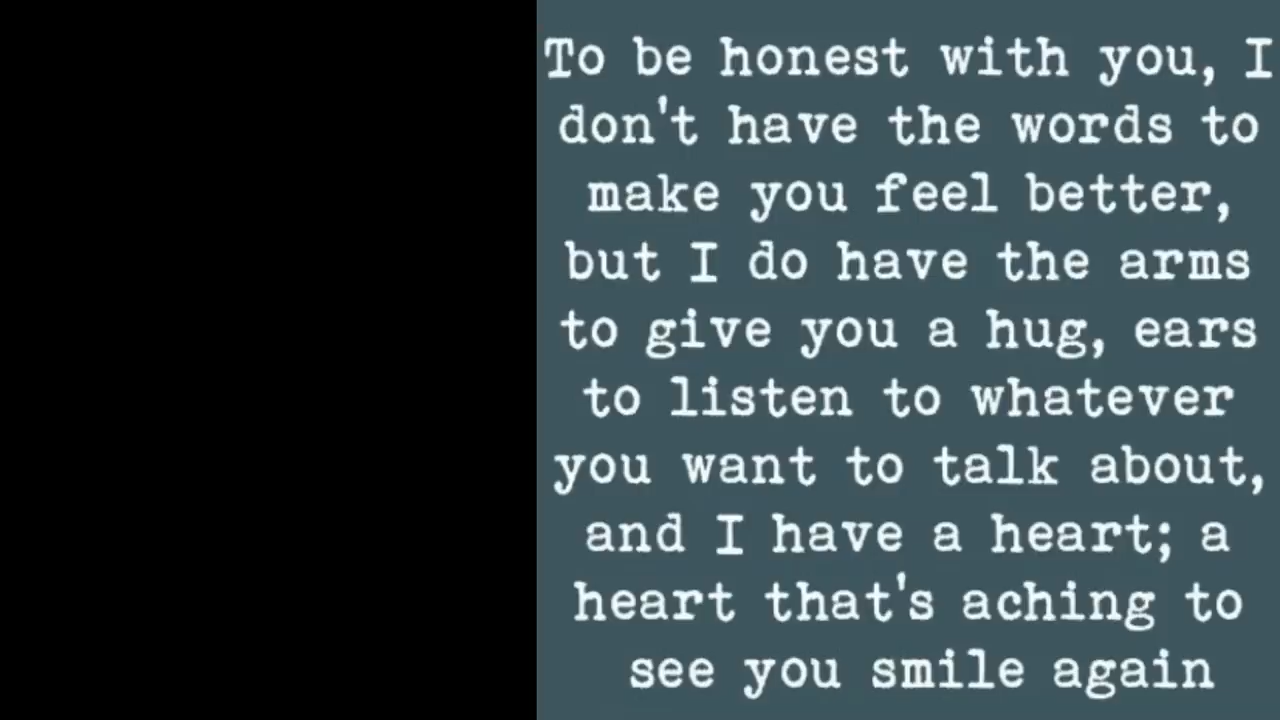 To be honest with you, I
don't have the words to
make you feel better,
but I do have the arms
to give you a hug, ears
to listen to whatever
you want to talk about,
and I have a heart; a
heart that's aching to
see you smile again